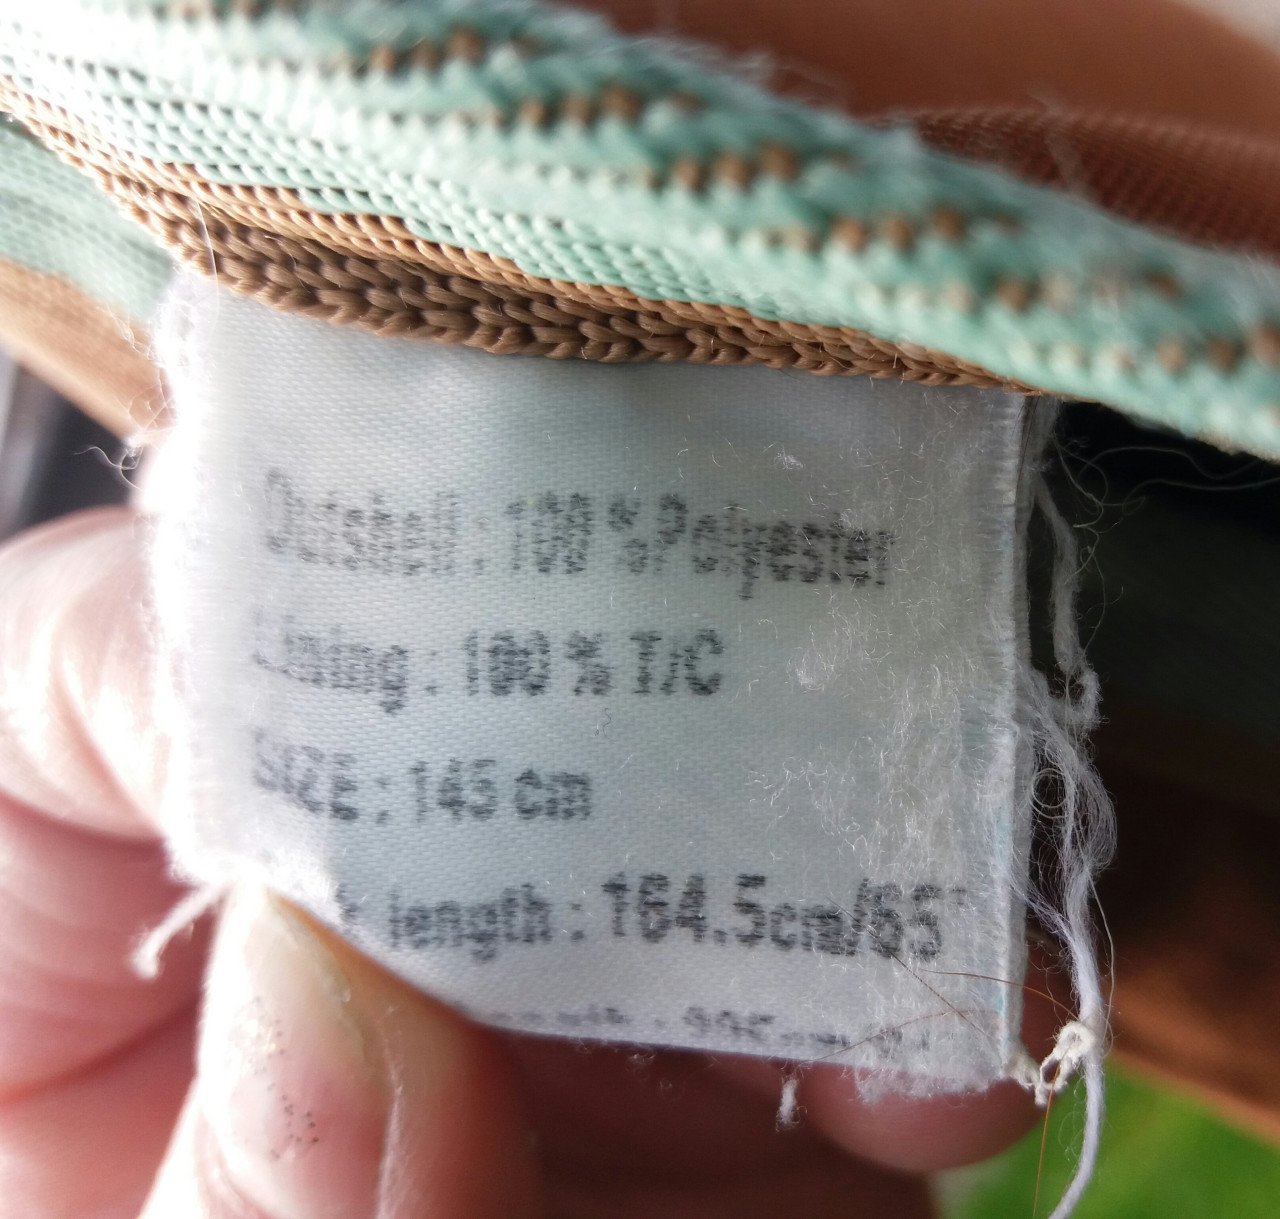 Outshell : 100 % Polyester
Lining : 100 % T/C
SIZE : 145 cm
length : 164.5cm/65"